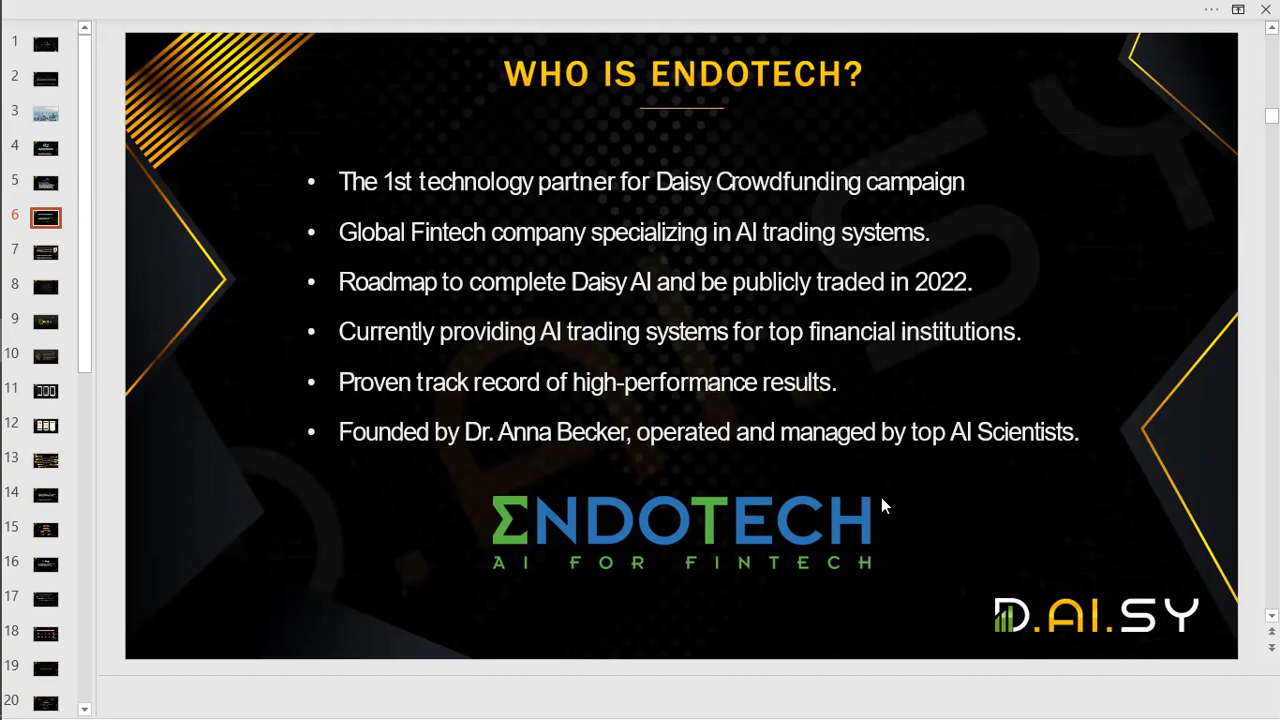 1
2
3
4
5
6
7
8
9
10
11
12
13
14
15
16
17
18
19
20
WHO IS ENDOTECH?
• The 1st technology partner for Daisy Crowdfunding campaign
• Global Fintech company specializing in AI trading systems.
• Roadmap to complete Daisy AI and be publicly traded in 2022.
• Currently providing AI trading systems for top financial institutions.
• Proven track record of high-performance results.
• Founded by Dr. Anna Becker, operated and managed by top AI Scientists.
ΣNDOTECH
AI FOR FINTECH
D.AI.SY